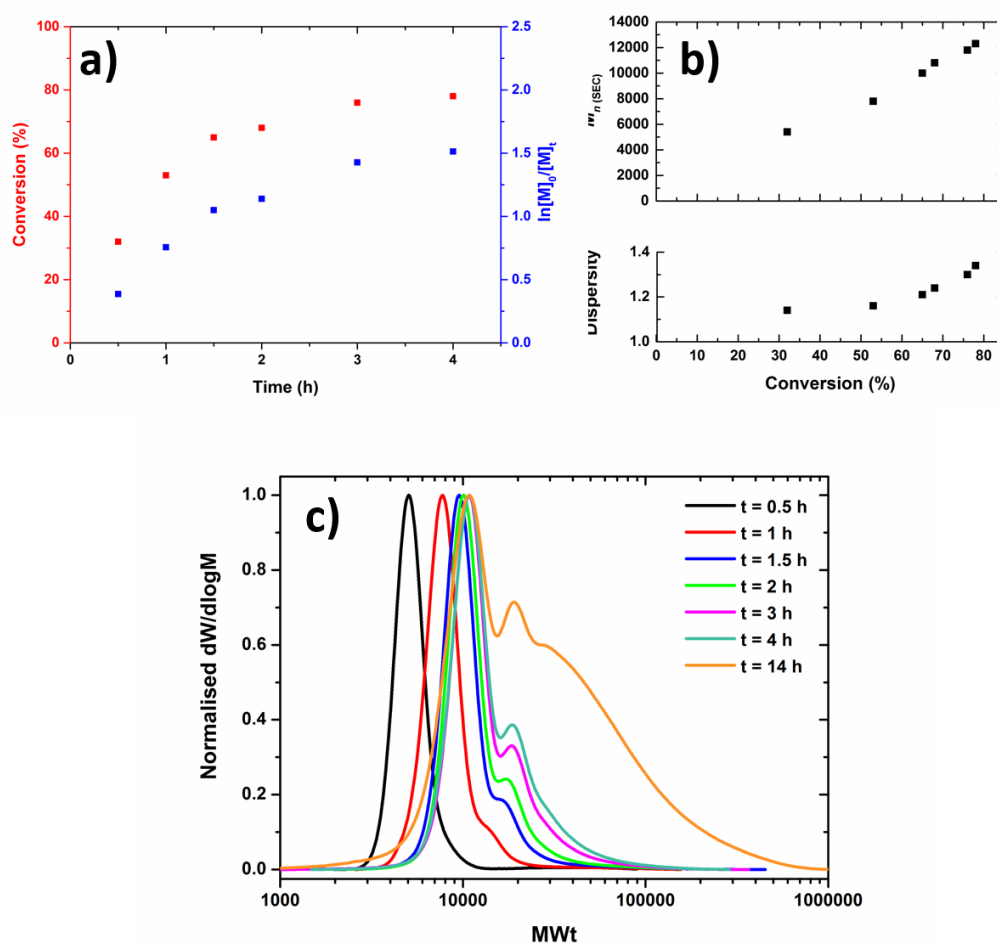 a)
Conversion (%)
100
80
60
40
20
0
2.5
2.0
1.5
1.0
0.5
0.0
ln[M]0/[M]t
0 1 2 3 4
Time (h)
b)
Mn (SEC)
14000
12000
10000
8000
6000
4000
2000
0
Dispersity
1.4
1.2
1.0
0 10 20 30 40 50 60 70 80
Conversion (%)
c)
Normalised dW/dlogM
1.0
0.8
0.6
0.4
0.2
0.0
t = 0.5 h
t = 1 h
t = 1.5 h
t = 2 h
t = 3 h
t = 4 h
t = 14 h
1000 10000 100000 1000000
MWt